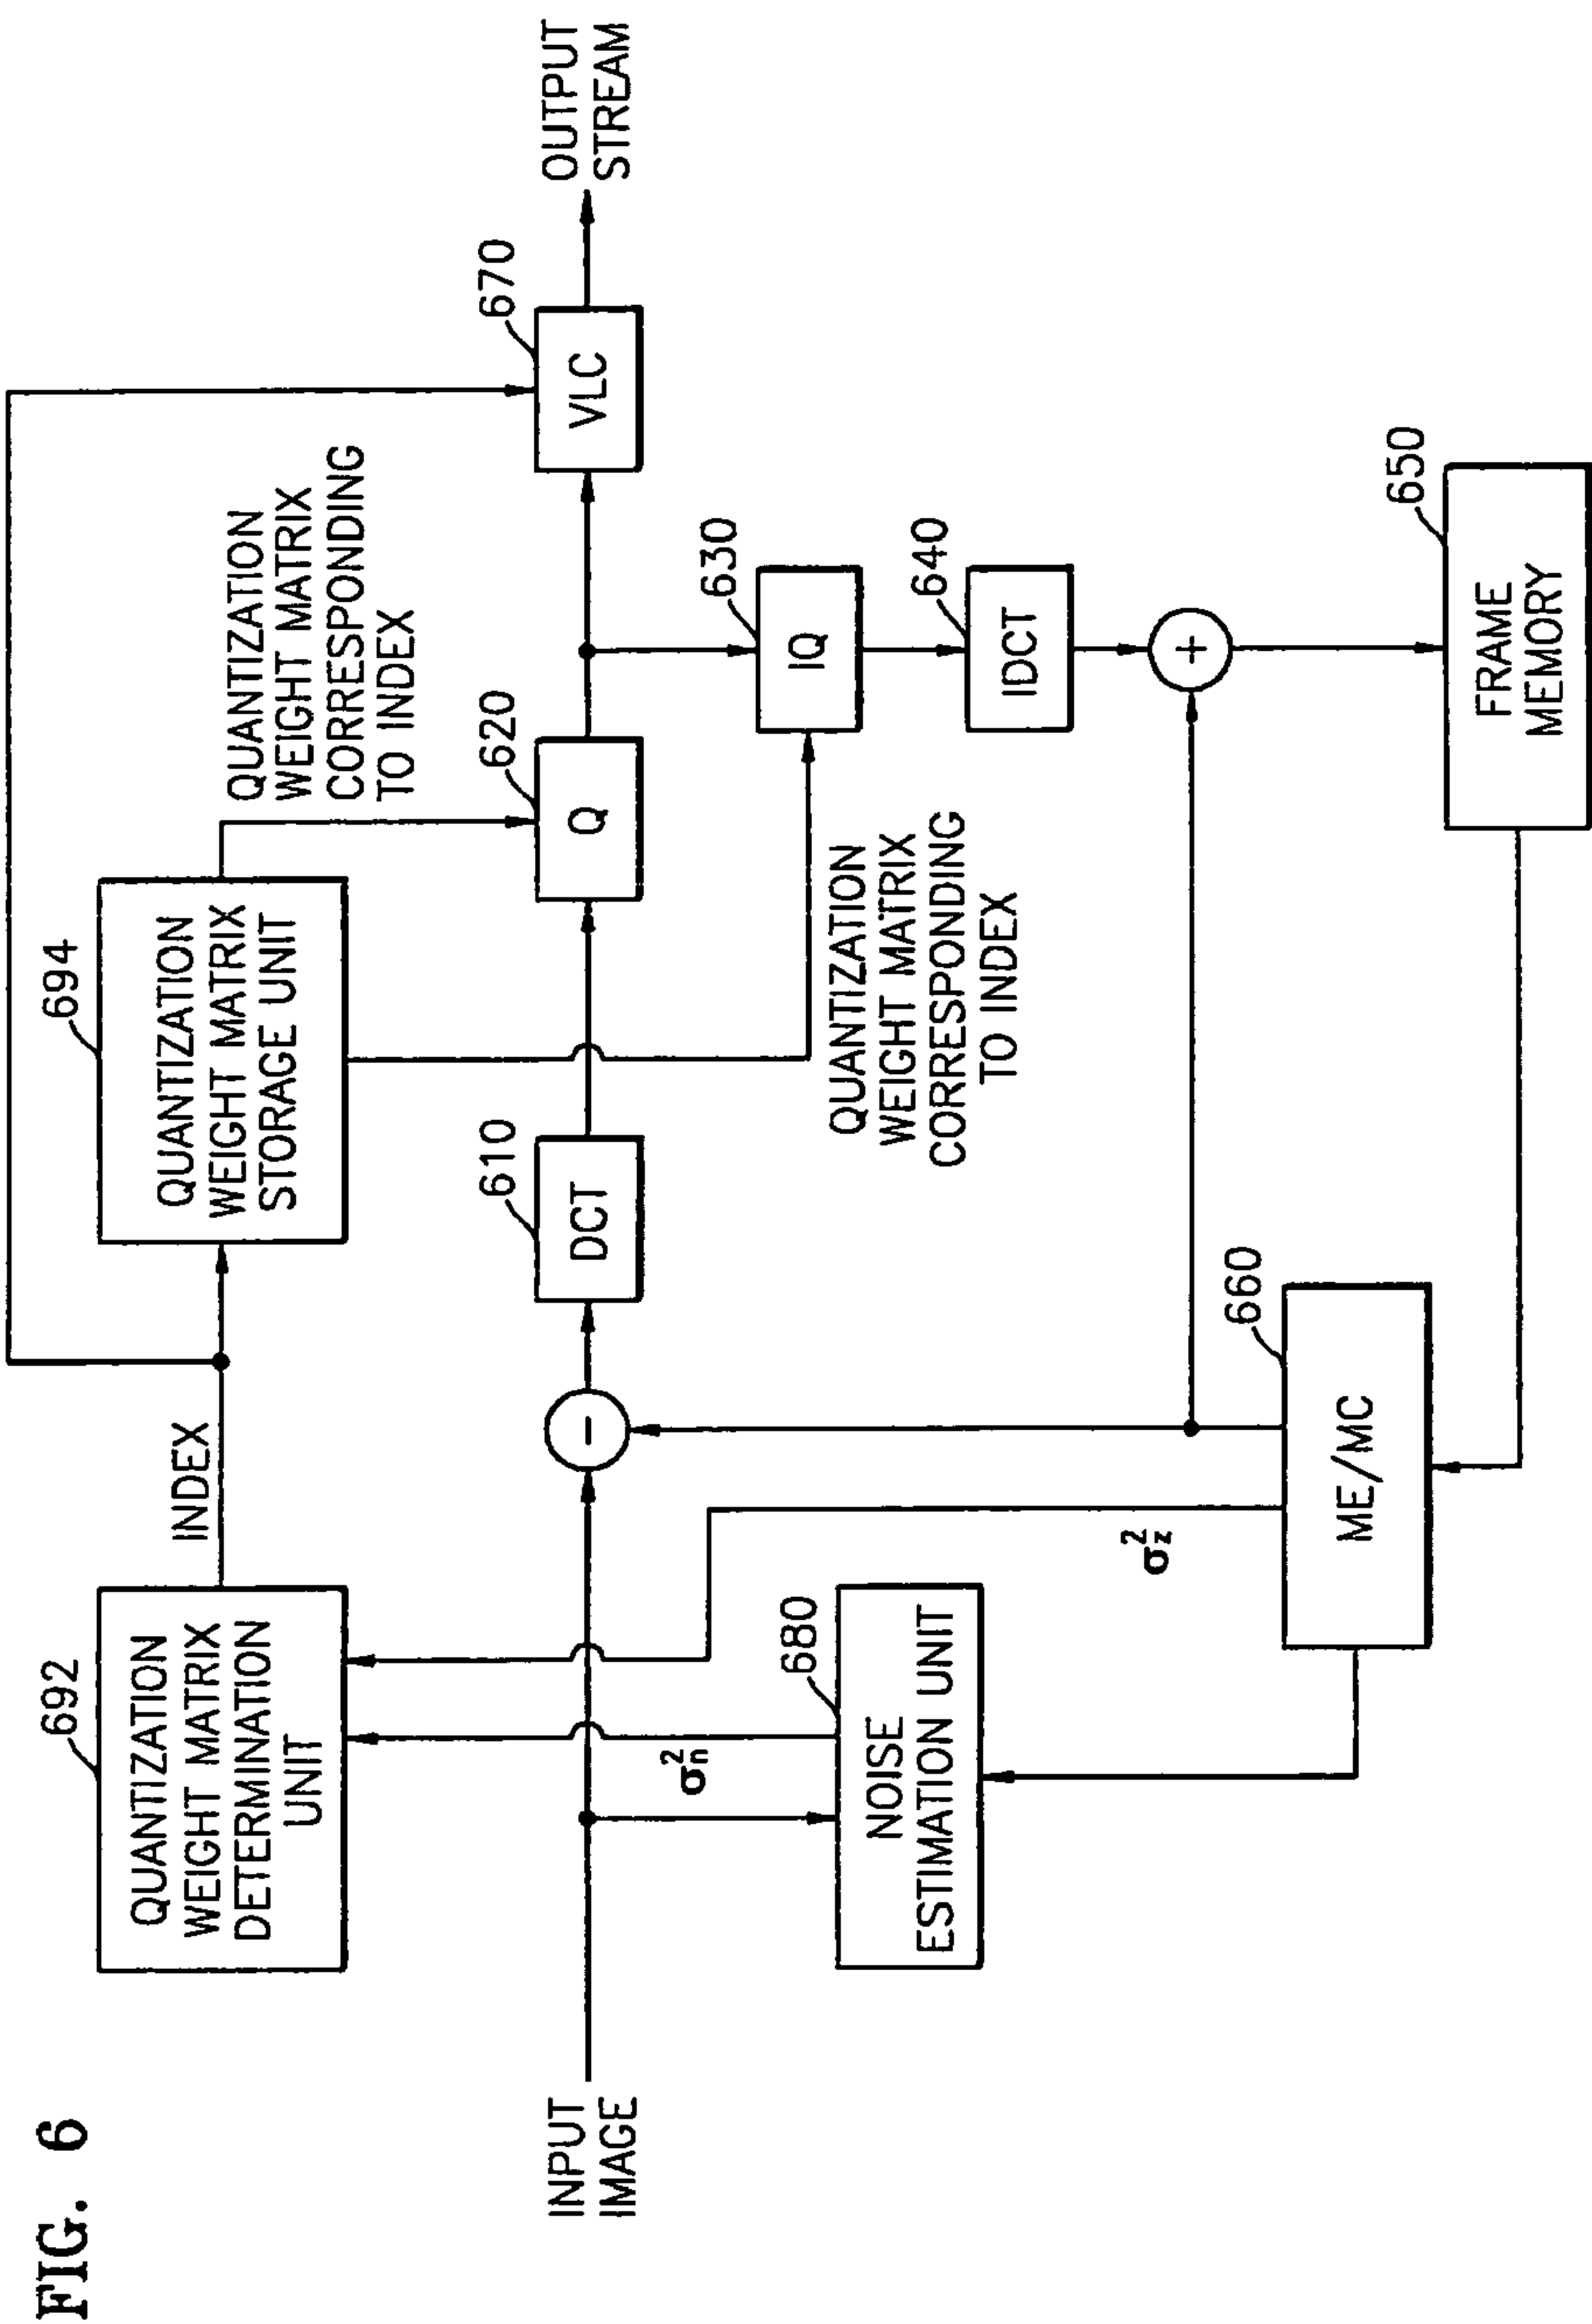 FIG. 6
692
QUANTIZATION
WEIGHT MATRIX
DETERMINATION
UNIT
INDEX
694
QUANTIZATION
WEIGHT MATRIX
STORAGE UNIT
QUANTIZATION
WEIGHT MATRIX
CORRESPONDING
TO INDEX
INPUT
IMAGE
−
610
DCT
620
Q
670
VLC
OUTPUT
STREAM
σ²n
680
NOISE
ESTIMATION UNIT
σ²z
QUANTIZATION
WEIGHT MATRIX
CORRESPONDING
TO INDEX
630
IQ
640
IDCT
+
660
ME/MC
650
FRAME
MEMORY